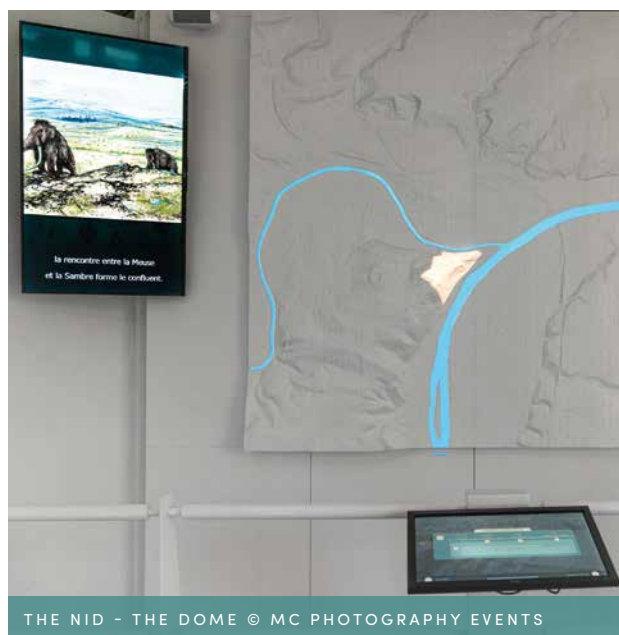 la rencontre entre la Meuse
et la Sambre forme le confluent.
THE NID - THE DOME © MC PHOTOGRAPHY EVENTS